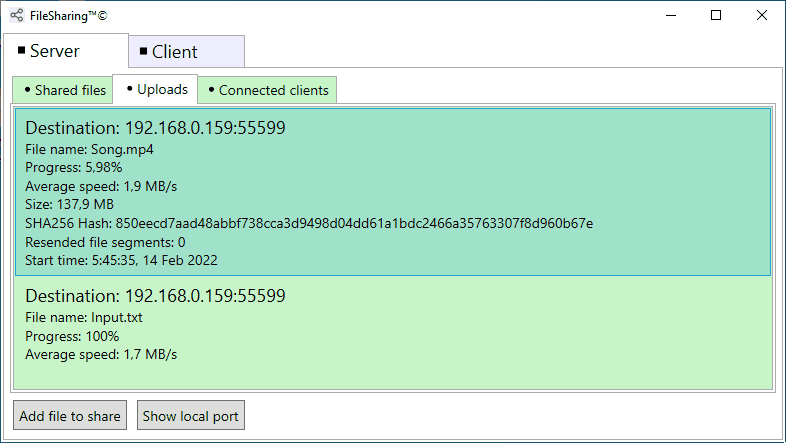 FileSharing™©
Server
Client
Shared files
Uploads
Connected clients
Destination: 192.168.0.159:55599
File name: Song.mp4
Progress: 5,98%
Average speed: 1,9 MB/s
Size: 137,9 MB
SHA256 Hash: 850eecd7aad48abbf738cca3d9498d04dd61a1bdc2466a35763307f8d960b67e
Resended file segments: 0
Start time: 5:45:35, 14 Feb 2022
Destination: 192.168.0.159:55599
File name: Input.txt
Progress: 100%
Average speed: 1,7 MB/s
Add file to share
Show local port